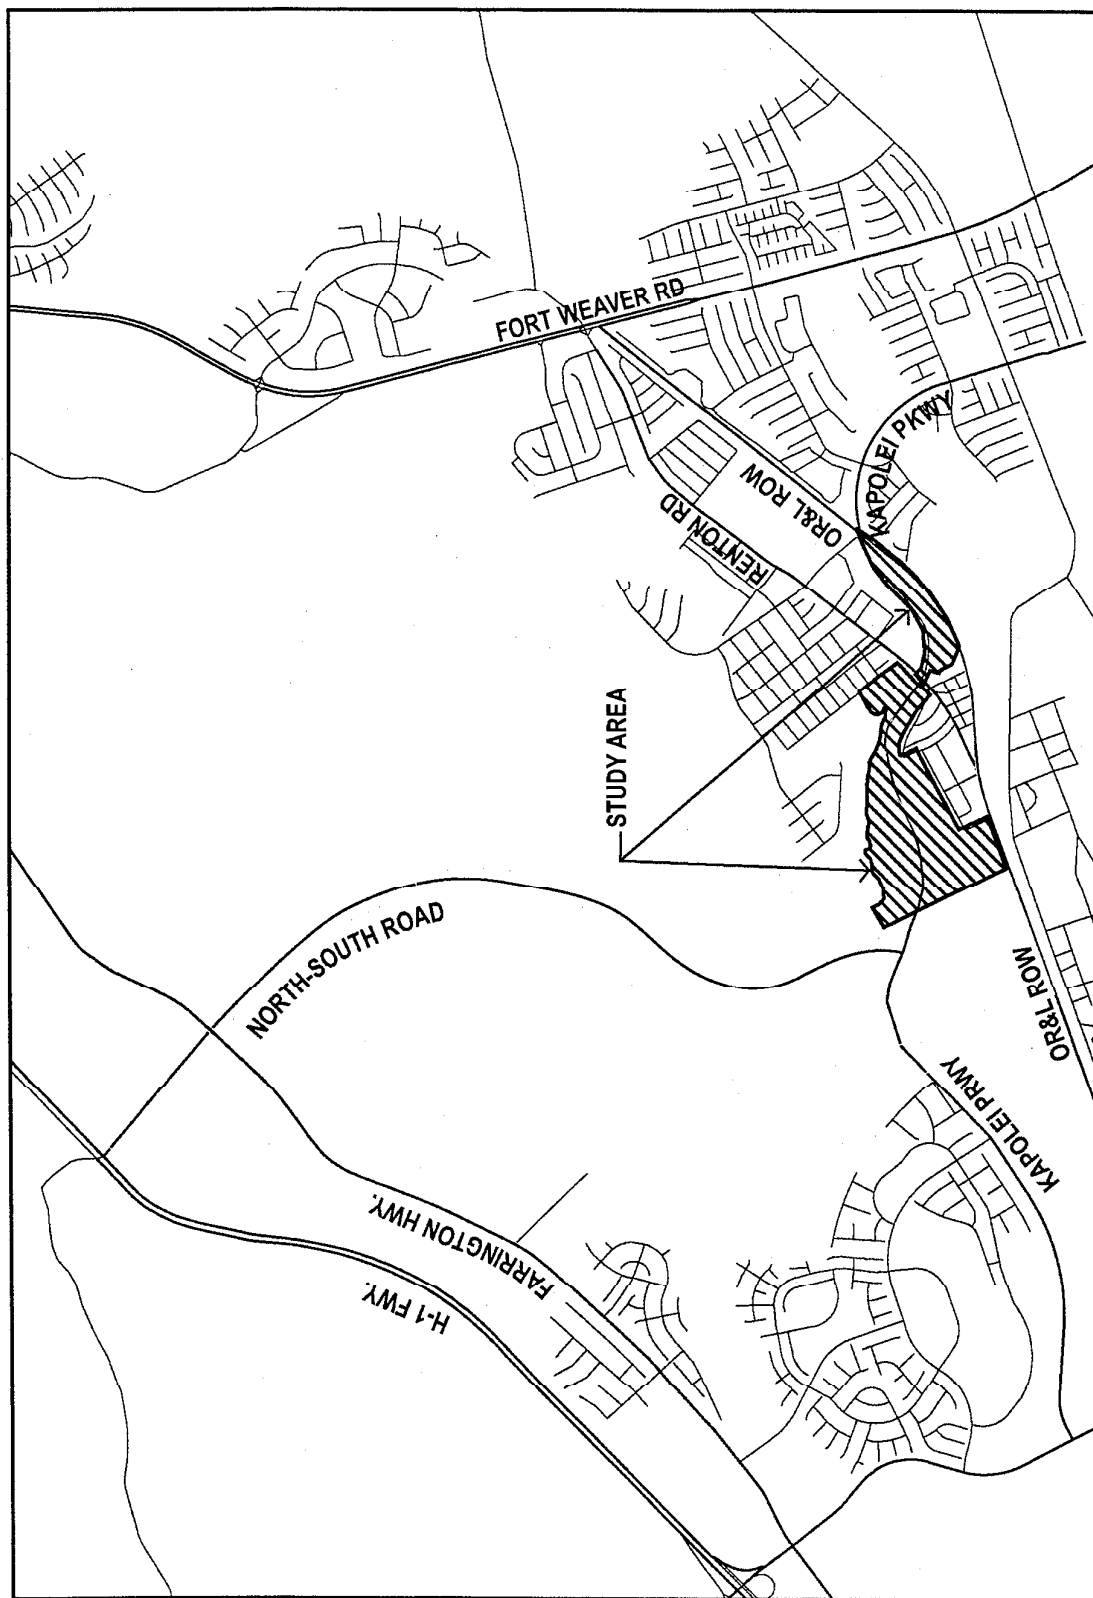 FORT WEAVER RD
KAPOLEI PKWY
OR&L ROW
RENTON RD
STUDY AREA
NORTH-SOUTH ROAD
OR&L ROW
KAPOLEI PRWY
FARRINGTON HWY.
H-1 FWY.